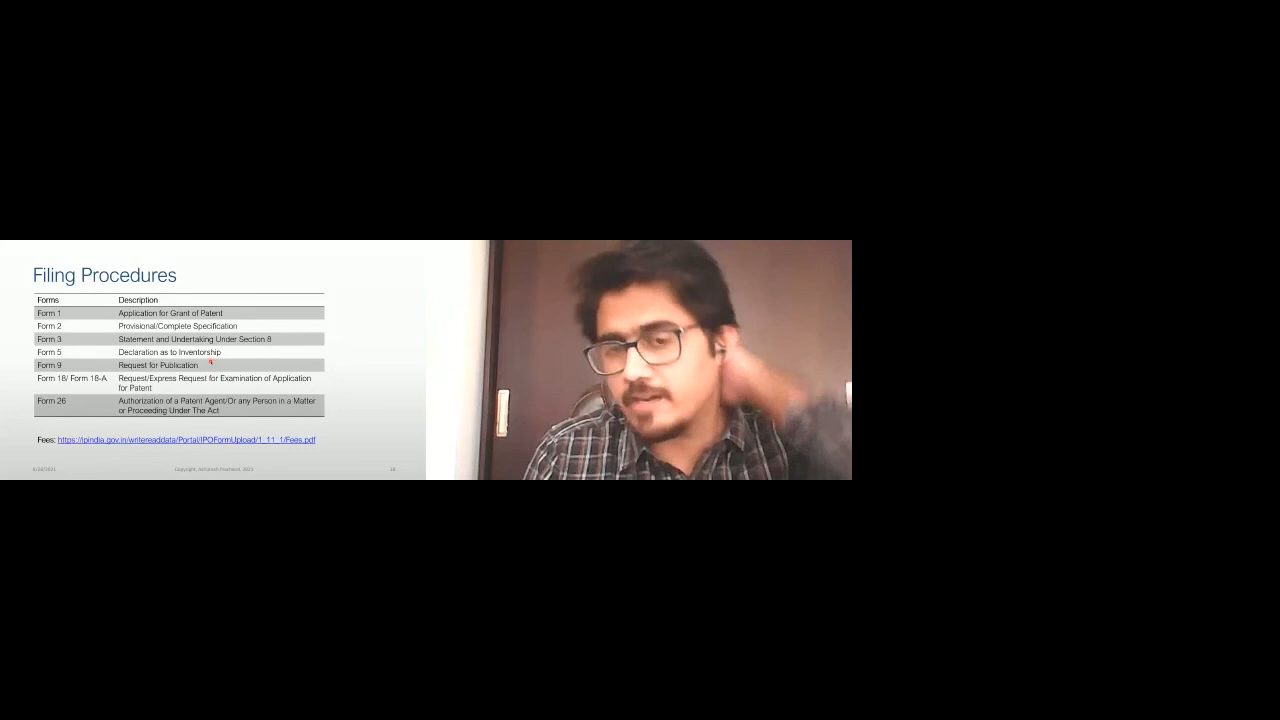 Filing Procedures
Forms Description
Form 1 Application for Grant of Patent
Form 2 Provisional/Complete Specification
Form 3 Statement and Undertaking Under Section 8
Form 5 Declaration as to Inventorship
Form 9 Request for Publication
Form 18/ Form 18-A Request/Express Request for Examination of Application
for Patent
Form 26 Authorization of a Patent Agent/Or any Person in a Matter
or Proceeding Under The Act
Fees: https://ipindia.gov.in/writereaddata/Portal/IPOFormUpload/1_11_1/Fees.pdf
Copyright,